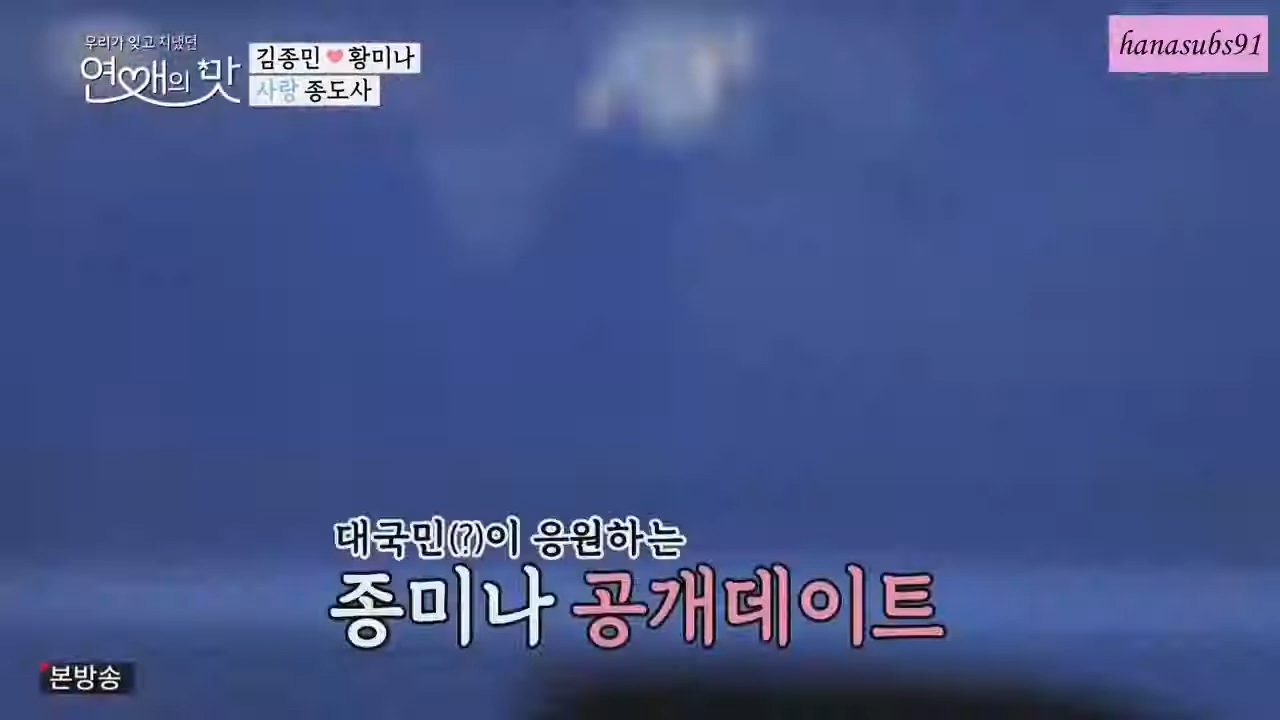 우리가 잊고 지냈던
연애의 맛
김종민♥황미나
사랑 종도사
hanasubs91
대국민(?)이 응원하는
종미나 공개데이트
본방송